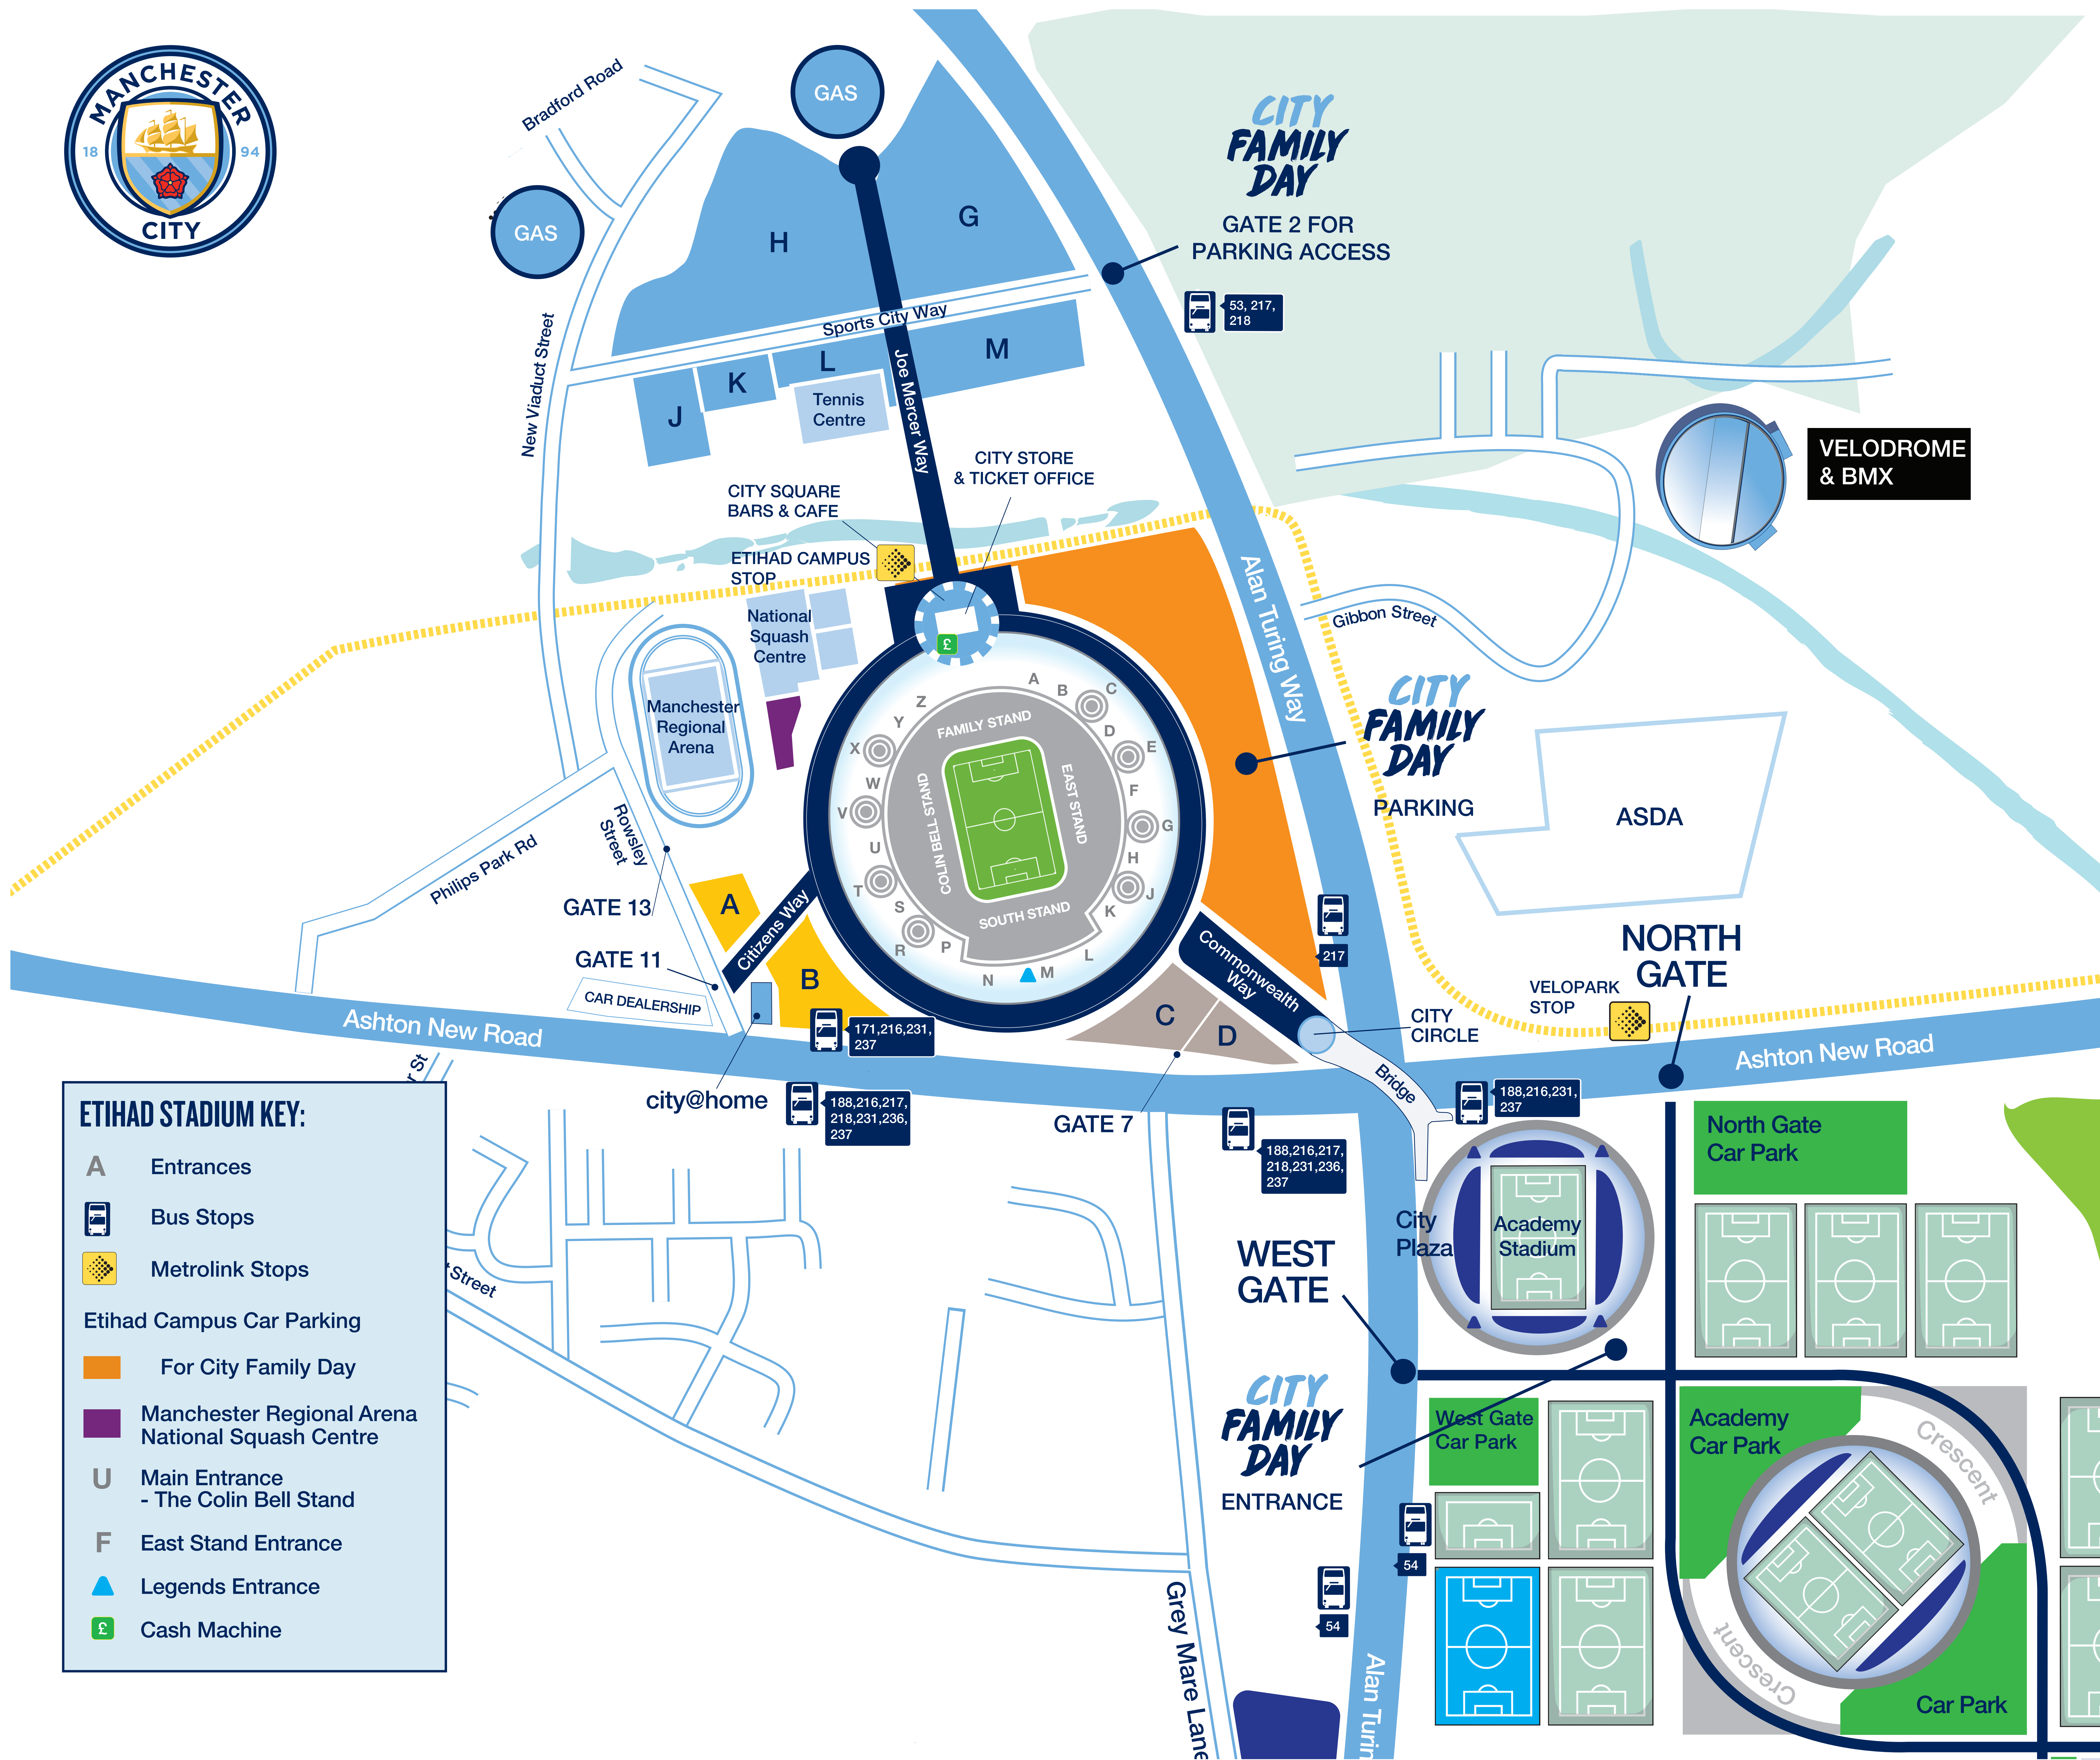 MANCHESTER
18
94
CITY
Bradford Road
GAS
GAS
CITY
FAMILY
DAY
GATE 2 FOR
PARKING ACCESS
53, 217,
218
H
G
Sports City Way
New Viaduct Street
J
K
L
M
Tennis
Centre
Joe Mercer Way
VELODROME
& BMX
CITY STORE
& TICKET OFFICE
CITY SQUARE
BARS & CAFE
ETIHAD CAMPUS
STOP
National
Squash
Centre
£
Alan Turing Way
Gibbon Street
Manchester
Regional
Arena
CITY
FAMILY
DAY
PARKING
ASDA
A
B
C
D
E
F
G
H
J
K
L
M
N
P
R
S
T
U
V
W
X
Y
Z
FAMILY STAND
EAST STAND
SOUTH STAND
COLIN BELL STAND
Rowsley
Street
Philips Park Rd
GATE 13
A
Citizens Way
B
GATE 11
CAR DEALERSHIP
Commonwealth
Way
217
C
D
CITY
CIRCLE
VELOPARK
STOP
NORTH
GATE
Ashton New Road
171,216,231,
237
Ashton New Road
Bridge
city@home
188,216,217,
218,231,236,
237
GATE 7
188,216,217,
218,231,236,
237
188,216,231,
237
North Gate
Car Park
City
Plaza
Academy
Stadium
WEST
GATE
r St
Street
CITY
FAMILY
DAY
ENTRANCE
West Gate
Car Park
Academy
Car Park
Crescent
Crescent
Car Park
54
54
Grey Mare Lane
Alan Turin
ETIHAD STADIUM KEY:
A Entrances
Bus Stops
Metrolink Stops
Etihad Campus Car Parking
For City Family Day
Manchester Regional Arena
National Squash Centre
U Main Entrance
- The Colin Bell Stand
F East Stand Entrance
Legends Entrance
£ Cash Machine